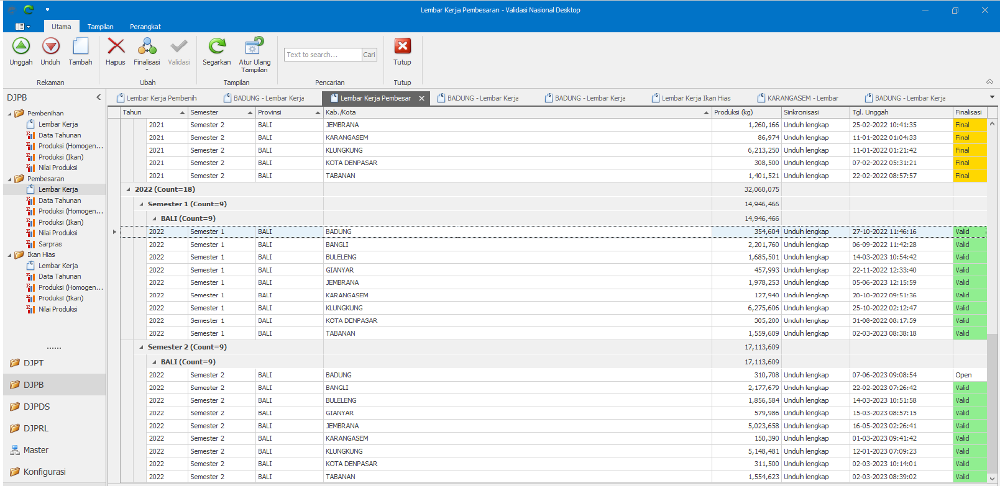 Lembar Kerja Pembesaran - Validasi Nasional Desktop
Utama Tampilan Perangkat
Unggah Unduh Tambah Hapus Finalisasi Validasi Segarkan Atur Ulang Tampilan Text to search... Cari Tutup
Rekaman Ubah Tampilan Pencarian Tutup
DJPB
Pembenihan
Lembar Kerja
Data Tahunan
Produksi (Homogen...
Produksi (Ikan)
Nilai Produksi
Pembesaran
Lembar Kerja
Data Tahunan
Produksi (Homogen...
Produksi (Ikan)
Nilai Produksi
Sarpras
Ikan Hias
Lembar Kerja
Data Tahunan
Produksi (Homogen...
Produksi (Ikan)
Nilai Produksi
DJPT
DJPB
DJPDS
DJPRL
Master
Konfigurasi
Lembar Kerja Pembenih BADUNG - Lembar Kerja Lembar Kerja Pembesar BADUNG - Lembar Kerja BADUNG - Lembar Kerja Lembar Kerja Ikan Hias KARANGASEM - Lembar BADUNG - Lembar Kerja
Tahun Semester Provinsi Kab./Kota Produksi (kg) Sinkronisasi Tgl. Unggah Finalisasi
2021 Semester 2 BALI JEMBRANA 1,260,166 Unduh lengkap 25-02-2022 10:41:35 Final
2021 Semester 2 BALI KARANGASEM 86,974 Unduh lengkap 11-01-2022 01:04:33 Final
2021 Semester 2 BALI KLUNGKUNG 6,213,250 Unduh lengkap 11-01-2022 01:21:42 Final
2021 Semester 2 BALI KOTA DENPASAR 308,500 Unduh lengkap 07-02-2022 05:31:21 Final
2021 Semester 2 BALI TABANAN 1,401,521 Unduh lengkap 22-02-2022 08:57:57 Final
2022 (Count=18) 32,060,075
Semester 1 (Count=9) 14,946,466
BALI (Count=9) 14,946,466
2022 Semester 1 BALI BADUNG 354,604 Unduh lengkap 27-10-2022 11:46:16 Valid
2022 Semester 1 BALI BANGLI 2,201,760 Unduh lengkap 06-09-2022 11:42:28 Valid
2022 Semester 1 BALI BULELENG 1,685,501 Unduh lengkap 14-03-2023 10:54:42 Valid
2022 Semester 1 BALI GIANYAR 457,993 Unduh lengkap 22-11-2022 12:33:40 Valid
2022 Semester 1 BALI JEMBRANA 1,978,253 Unduh lengkap 05-06-2023 12:15:59 Valid
2022 Semester 1 BALI KARANGASEM 127,940 Unduh lengkap 20-10-2022 09:51:36 Valid
2022 Semester 1 BALI KLUNGKUNG 6,275,606 Unduh lengkap 25-10-2022 02:12:47 Valid
2022 Semester 1 BALI KOTA DENPASAR 305,200 Unduh lengkap 31-08-2022 08:17:59 Valid
2022 Semester 1 BALI TABANAN 1,559,609 Unduh lengkap 02-03-2023 08:38:18 Valid
Semester 2 (Count=9) 17,113,609
BALI (Count=9) 17,113,609
2022 Semester 2 BALI BADUNG 310,708 Unduh lengkap 07-06-2023 09:08:54 Open
2022 Semester 2 BALI BANGLI 2,177,679 Unduh lengkap 22-02-2023 07:26:42 Valid
2022 Semester 2 BALI BULELENG 1,856,584 Unduh lengkap 14-03-2023 10:51:58 Valid
2022 Semester 2 BALI GIANYAR 579,986 Unduh lengkap 15-03-2023 08:57:15 Valid
2022 Semester 2 BALI JEMBRANA 5,023,658 Unduh lengkap 16-05-2023 02:26:41 Valid
2022 Semester 2 BALI KARANGASEM 150,390 Unduh lengkap 01-03-2023 09:41:42 Valid
2022 Semester 2 BALI KLUNGKUNG 5,148,481 Unduh lengkap 12-01-2023 07:09:23 Valid
2022 Semester 2 BALI KOTA DENPASAR 311,500 Unduh lengkap 02-03-2023 10:14:01 Valid
2022 Semester 2 BALI TABANAN 1,554,623 Unduh lengkap 02-03-2023 08:39:02 Valid